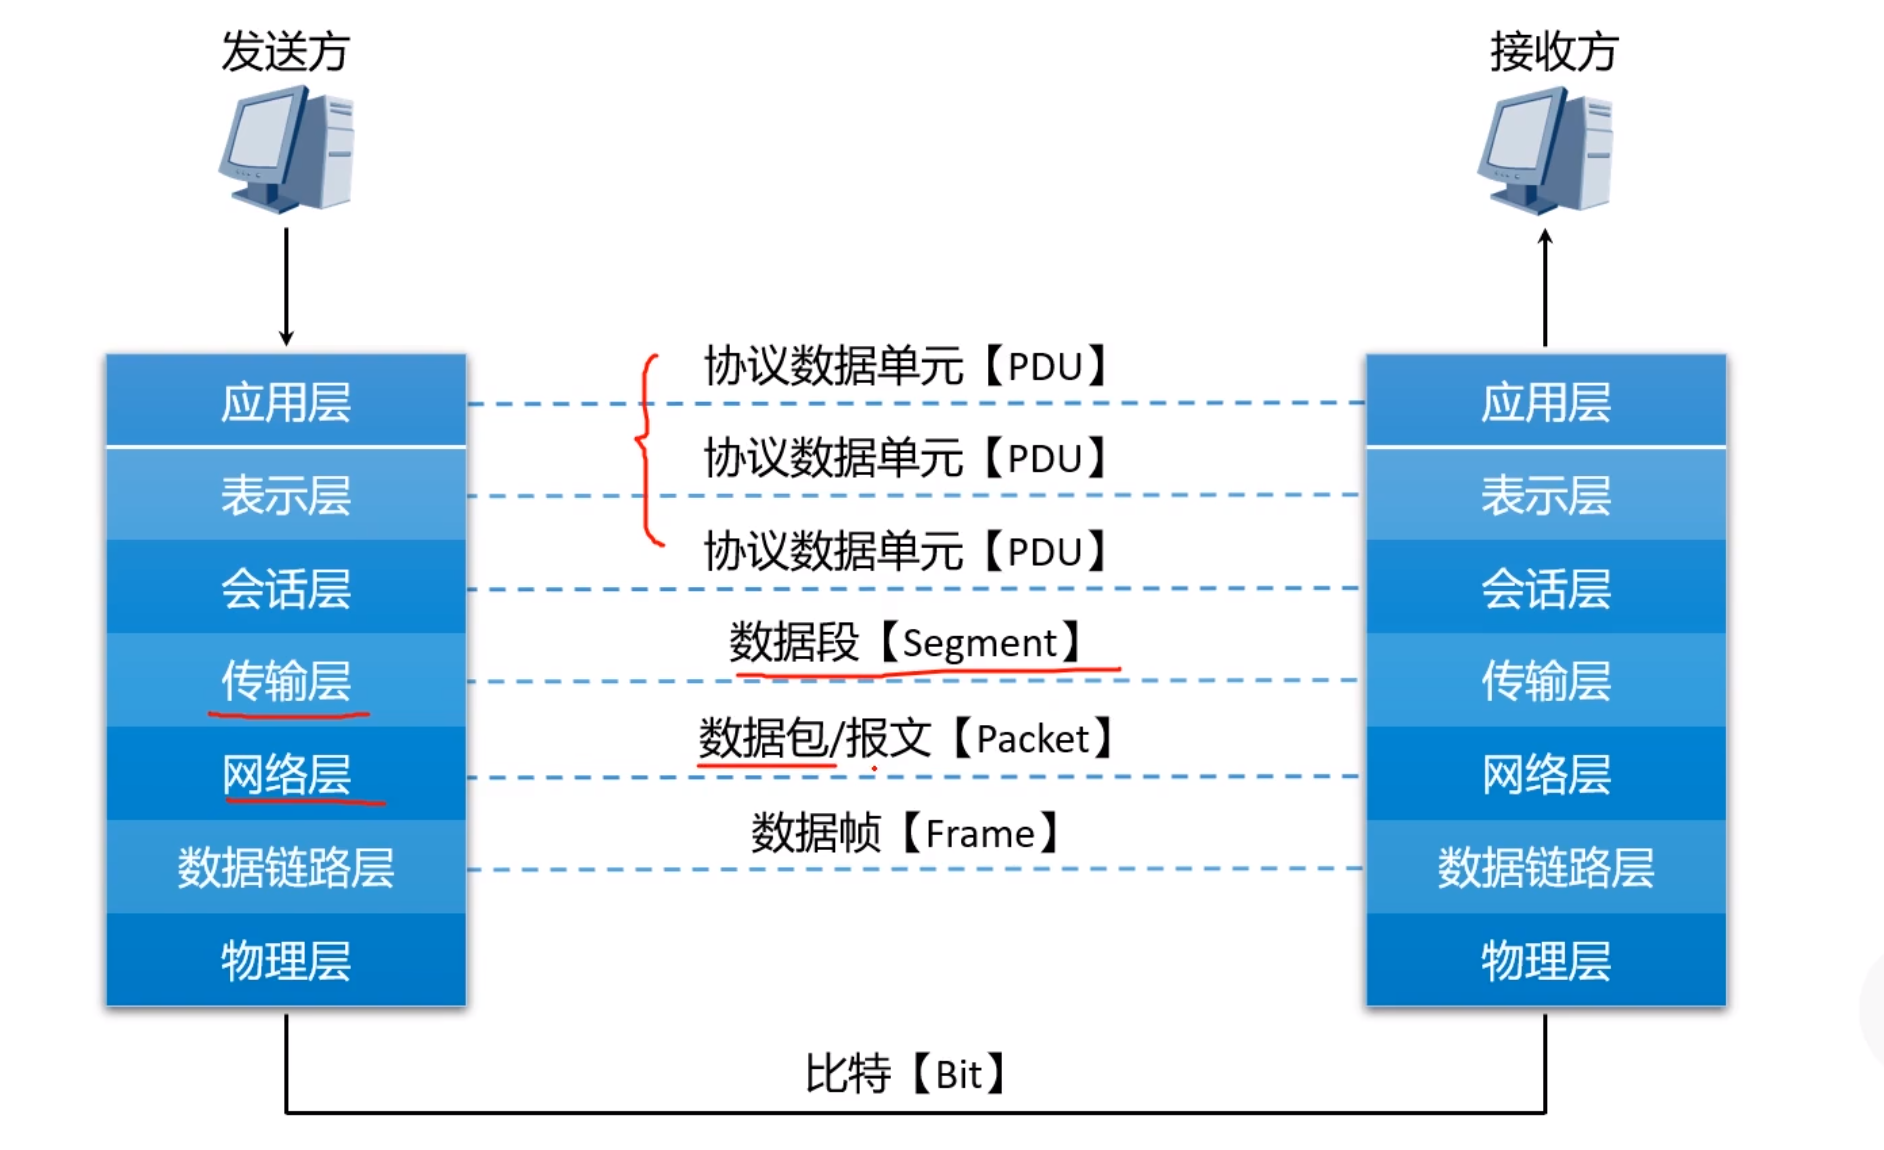 发送方
接收方
应用层
协议数据单元【PDU】
应用层
表示层
协议数据单元【PDU】
表示层
会话层
协议数据单元【PDU】
会话层
传输层
数据段【Segment】
传输层
网络层
数据包/报文【Packet】
网络层
数据链路层
数据帧【Frame】
数据链路层
物理层
物理层
比特【Bit】